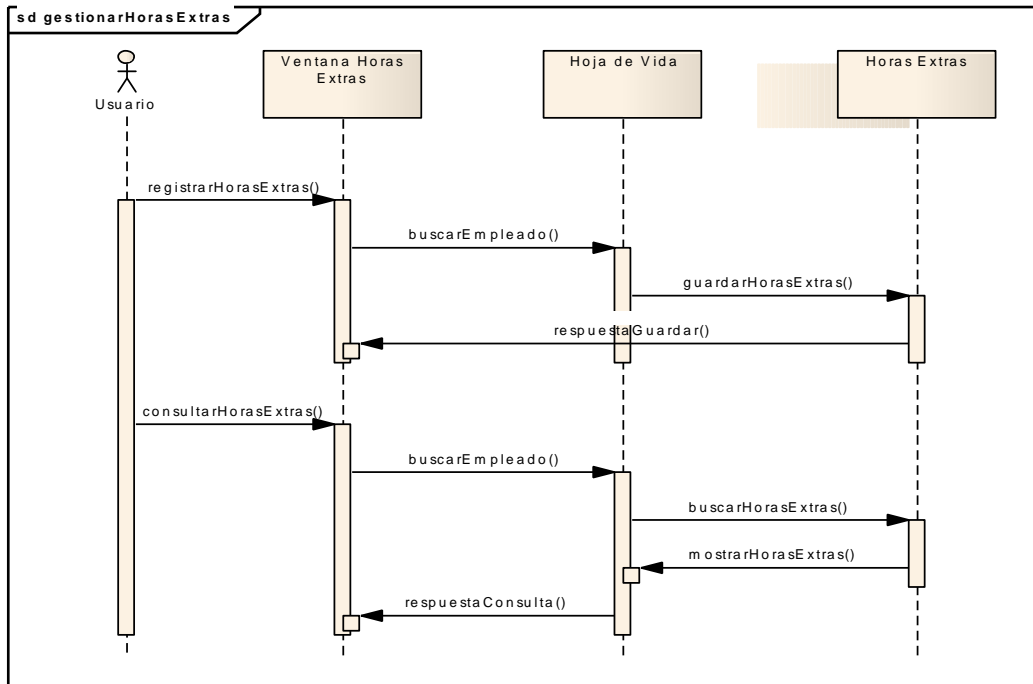 sd gestionarHorasExtras
Usuario
Ventana Horas
Extras
Hoja de Vida
Horas Extras
registrarHorasExtras()
buscarEmpleado()
guardarHorasExtras()
respuestaGuardar()
consultarHorasExtras()
buscarEmpleado()
buscarHorasExtras()
mostrarHorasExtras()
respuestaConsulta()